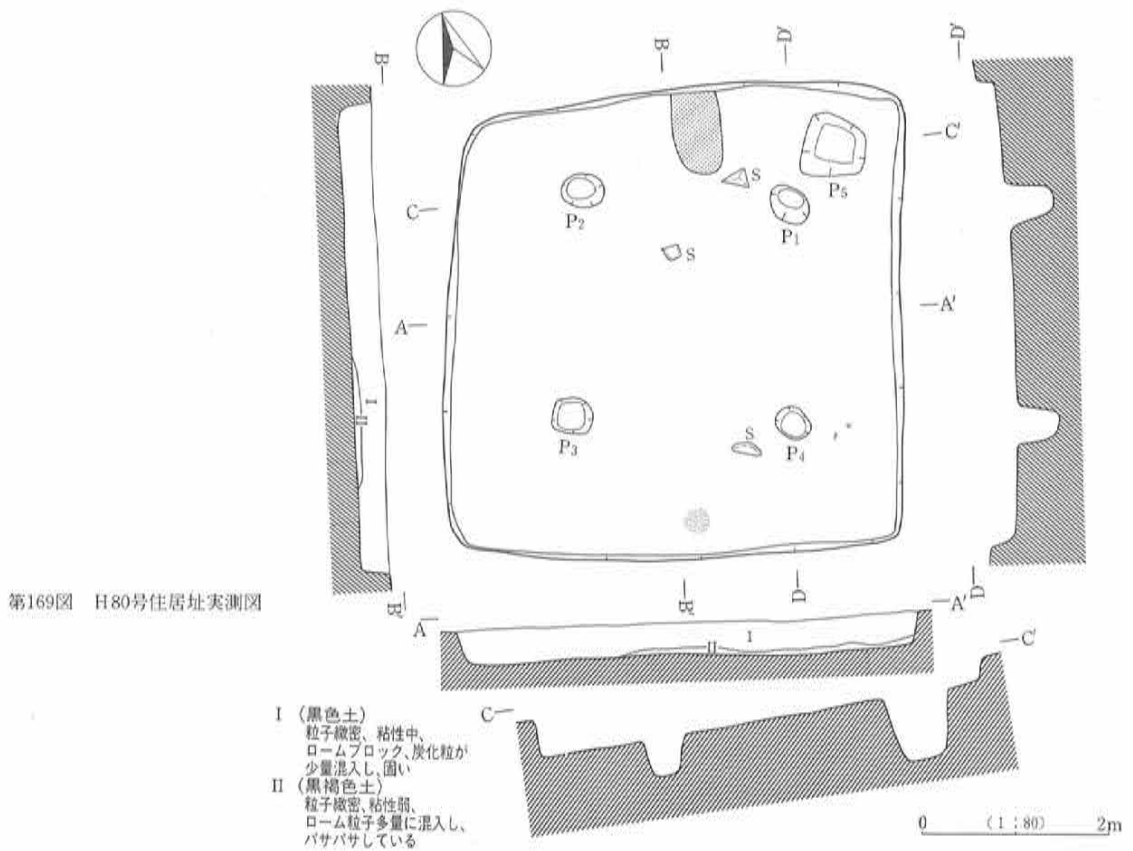 B
B
D′
D′
C′
S
P5
P2
P1
C
S
A′
A
I
II
P3
S
P4
B′
B′
D
D
第169図 H80号住居址実測図
A
A′
I
II
C′
C
I (黒色土)
粒子緻密、粘性中、
ロームブロック、炭化粒が
少量混入し、固い
II (黒褐色土)
粒子緻密、粘性弱、
ローム粒子多量に混入し、
バサバサしている
0 (1:80) 2m